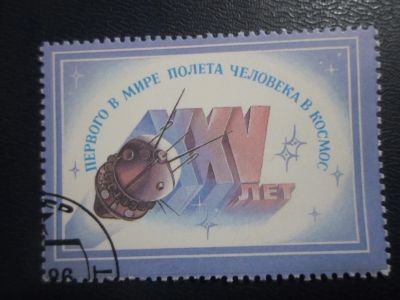 ПЕРВОГО В МИРЕ ПОЛЕТА ЧЕЛОВЕКА В КОСМОС
XXV
ЛЕТ